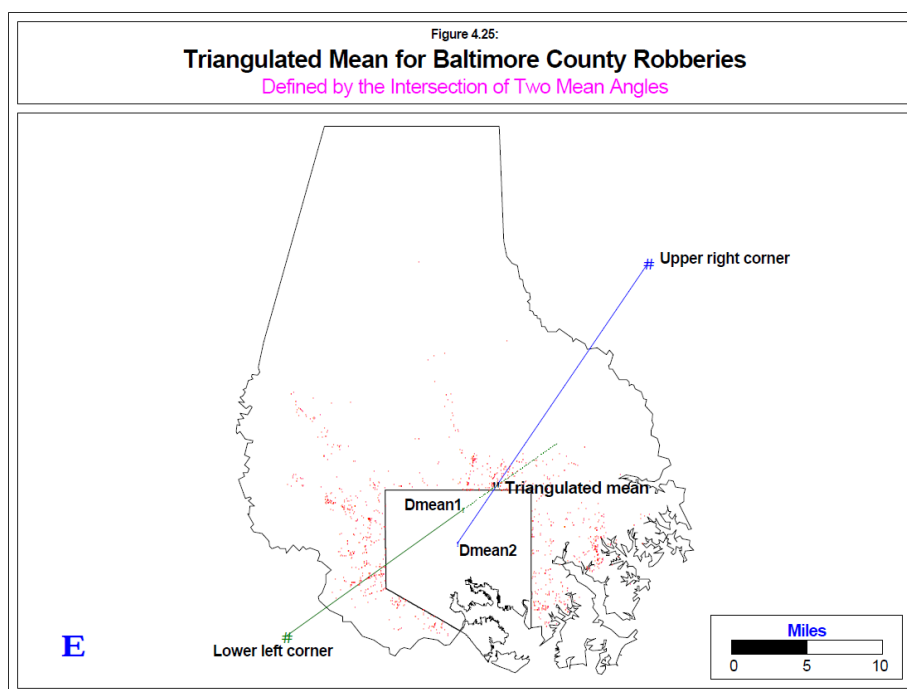 Figure 4.25:
Triangulated Mean for Baltimore County Robberies
Defined by the Intersection of Two Mean Angles
# Upper right corner
# Triangulated mean
Dmean1
Dmean2
#
Lower left corner
E
Miles
0 5 10